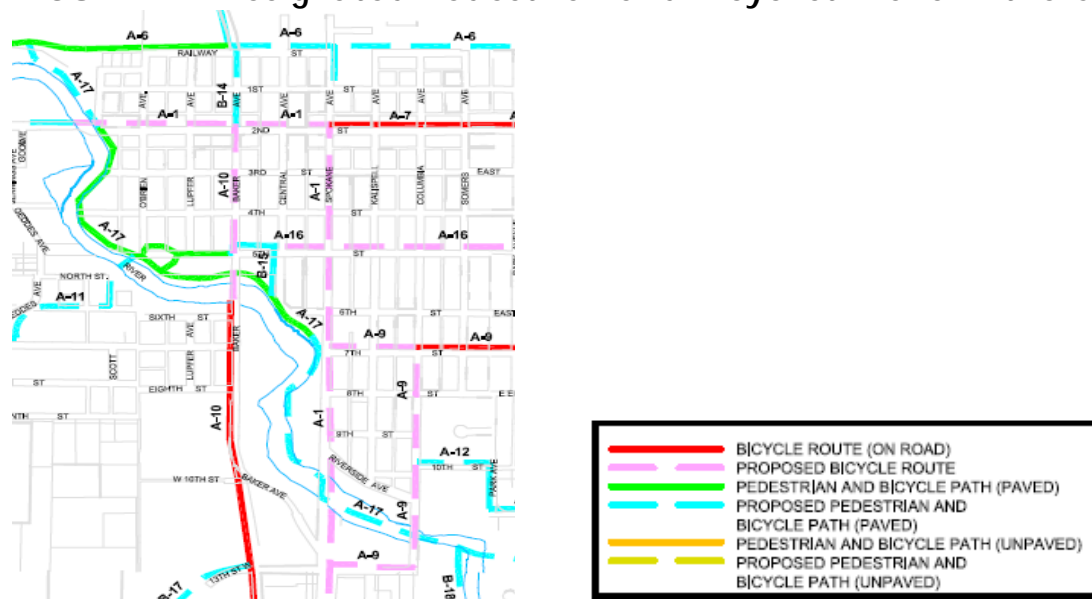 A-6
A-6
A-6
RAILWAY
ST
A-17
AVE
AVE
B-14
AVE
1ST
AVE
AVE
ST
AVE
AVE
AVE
A-1
A-1
A-7
2ND
ST
3RD
ST
EAST
O'BRIEN
LUPFER
A-10
BAKER
CENTRAL
A-1
SPOKANE
KALISPELL
COLUMBIA
SOMERS
4TH
ST
GEDDES AVE.
A-17
A-16
A-16
ST
B-15
RIVER
NORTH ST.
AVE
A-11
SIXTH
ST
AVE
BAKER
A-17
6TH
ST
EAST
A-9
A-9
7TH
ST
SCOTT
LUPFER
ST
EIGHTH
ST
A-9
8TH
ST
ST
A-10
A-1
9TH
ST
RIVERSIDE AVE
A-12
10TH
ST
PARK AVE
W 10TH ST
BAKER AVE
A-17
A-9
A-9
13TH ST W
B-17
BICYCLE ROUTE (ON ROAD)
PROPOSED BICYCLE ROUTE
PEDESTRIAN AND BICYCLE PATH (PAVED)
PROPOSED PEDESTRIAN AND
BICYCLE PATH (PAVED)
PEDESTRIAN AND BICYCLE PATH (UNPAVED)
PROPOSED PEDESTRIAN AND
BICYCLE PATH (UNPAVED)